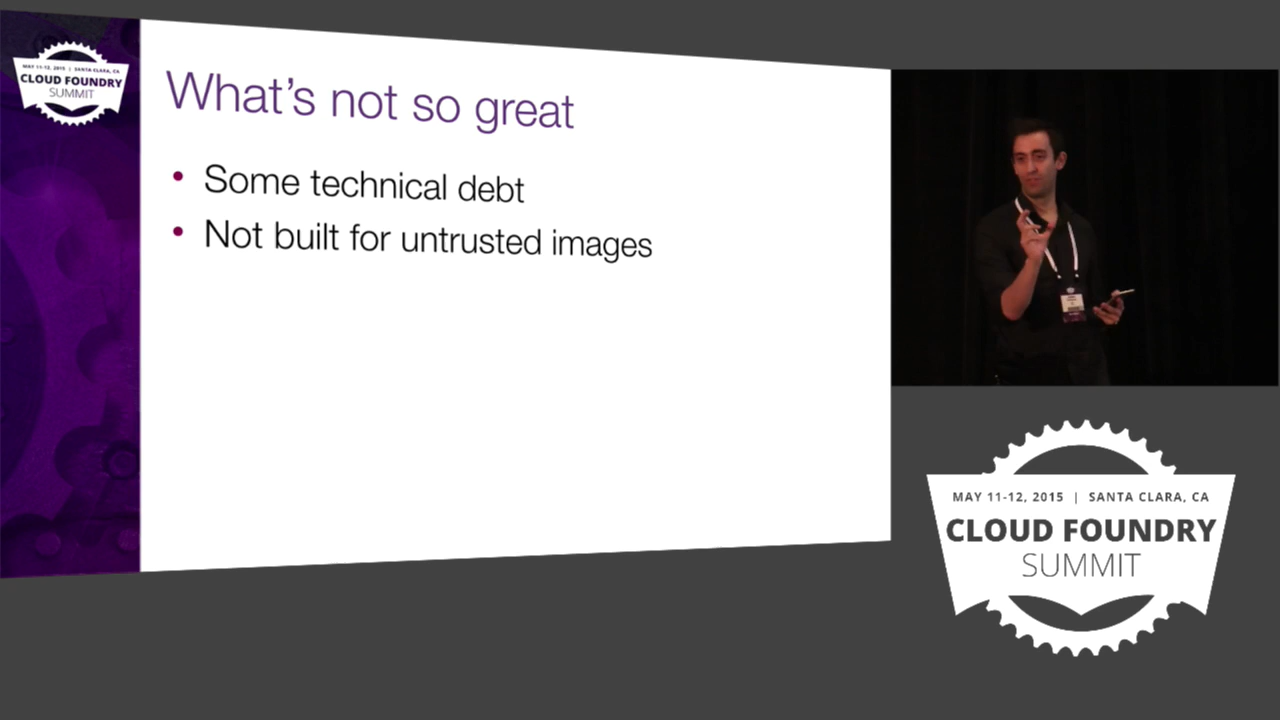 MAY 11-12, 2015 | SANTA CLARA, CA
CLOUD FOUNDRY
SUMMIT
What's not so great
• Some technical debt
• Not built for untrusted images
MAY 11-12, 2015 | SANTA CLARA, CA
CLOUD FOUNDRY
SUMMIT